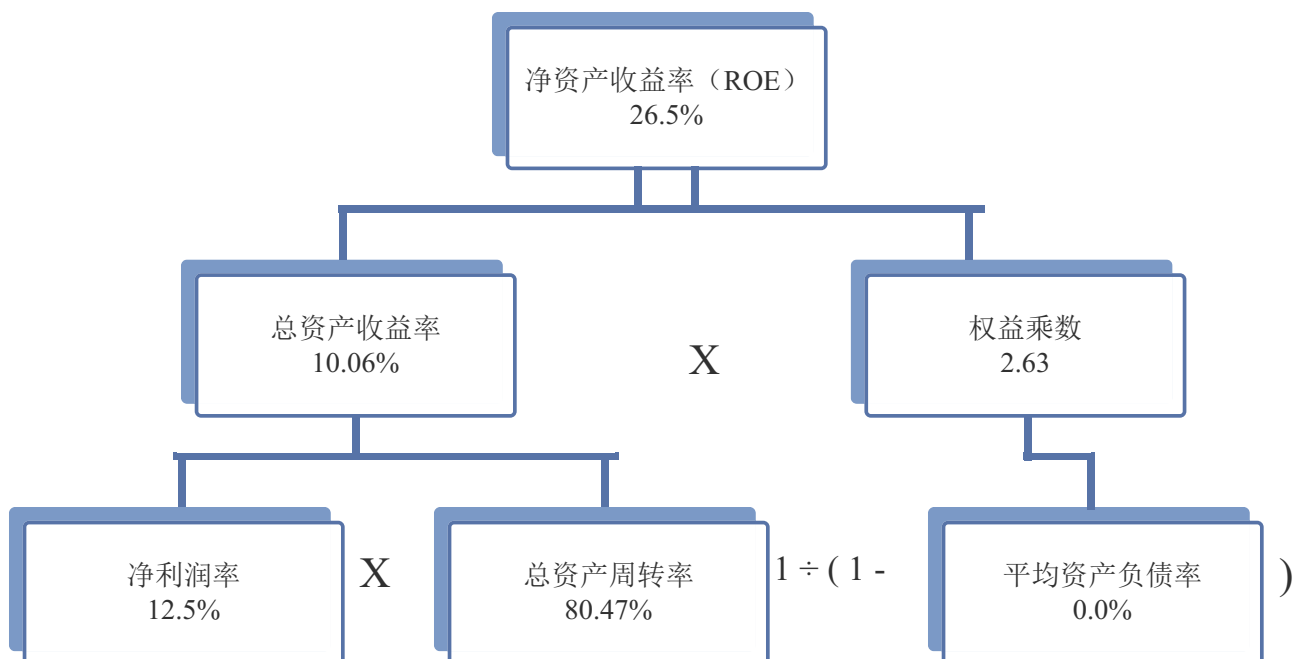 净资产收益率（ROE）
26.5%
总资产收益率
10.06%
X
权益乘数
2.63
净利润率
12.5%
X
总资产周转率
80.47%
1 ÷ ( 1 -
平均资产负债率
0.0%
)